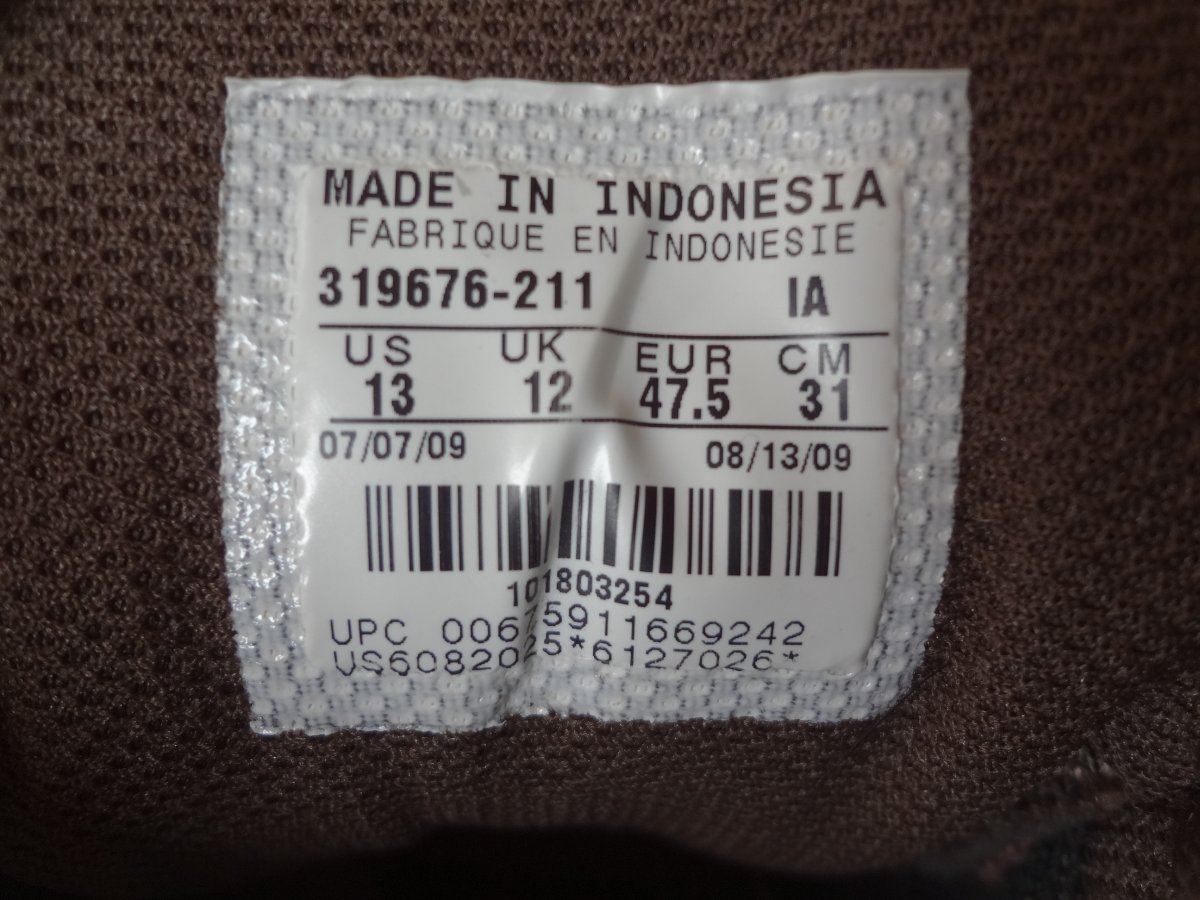 MADE IN INDONESIA
FABRIQUE EN INDONESIE
319676-211 IA
US UK EUR CM
13 12 47.5 31
07/07/09 08/13/09
101803254
UPC 00675911669242
VS6082025*6127026*